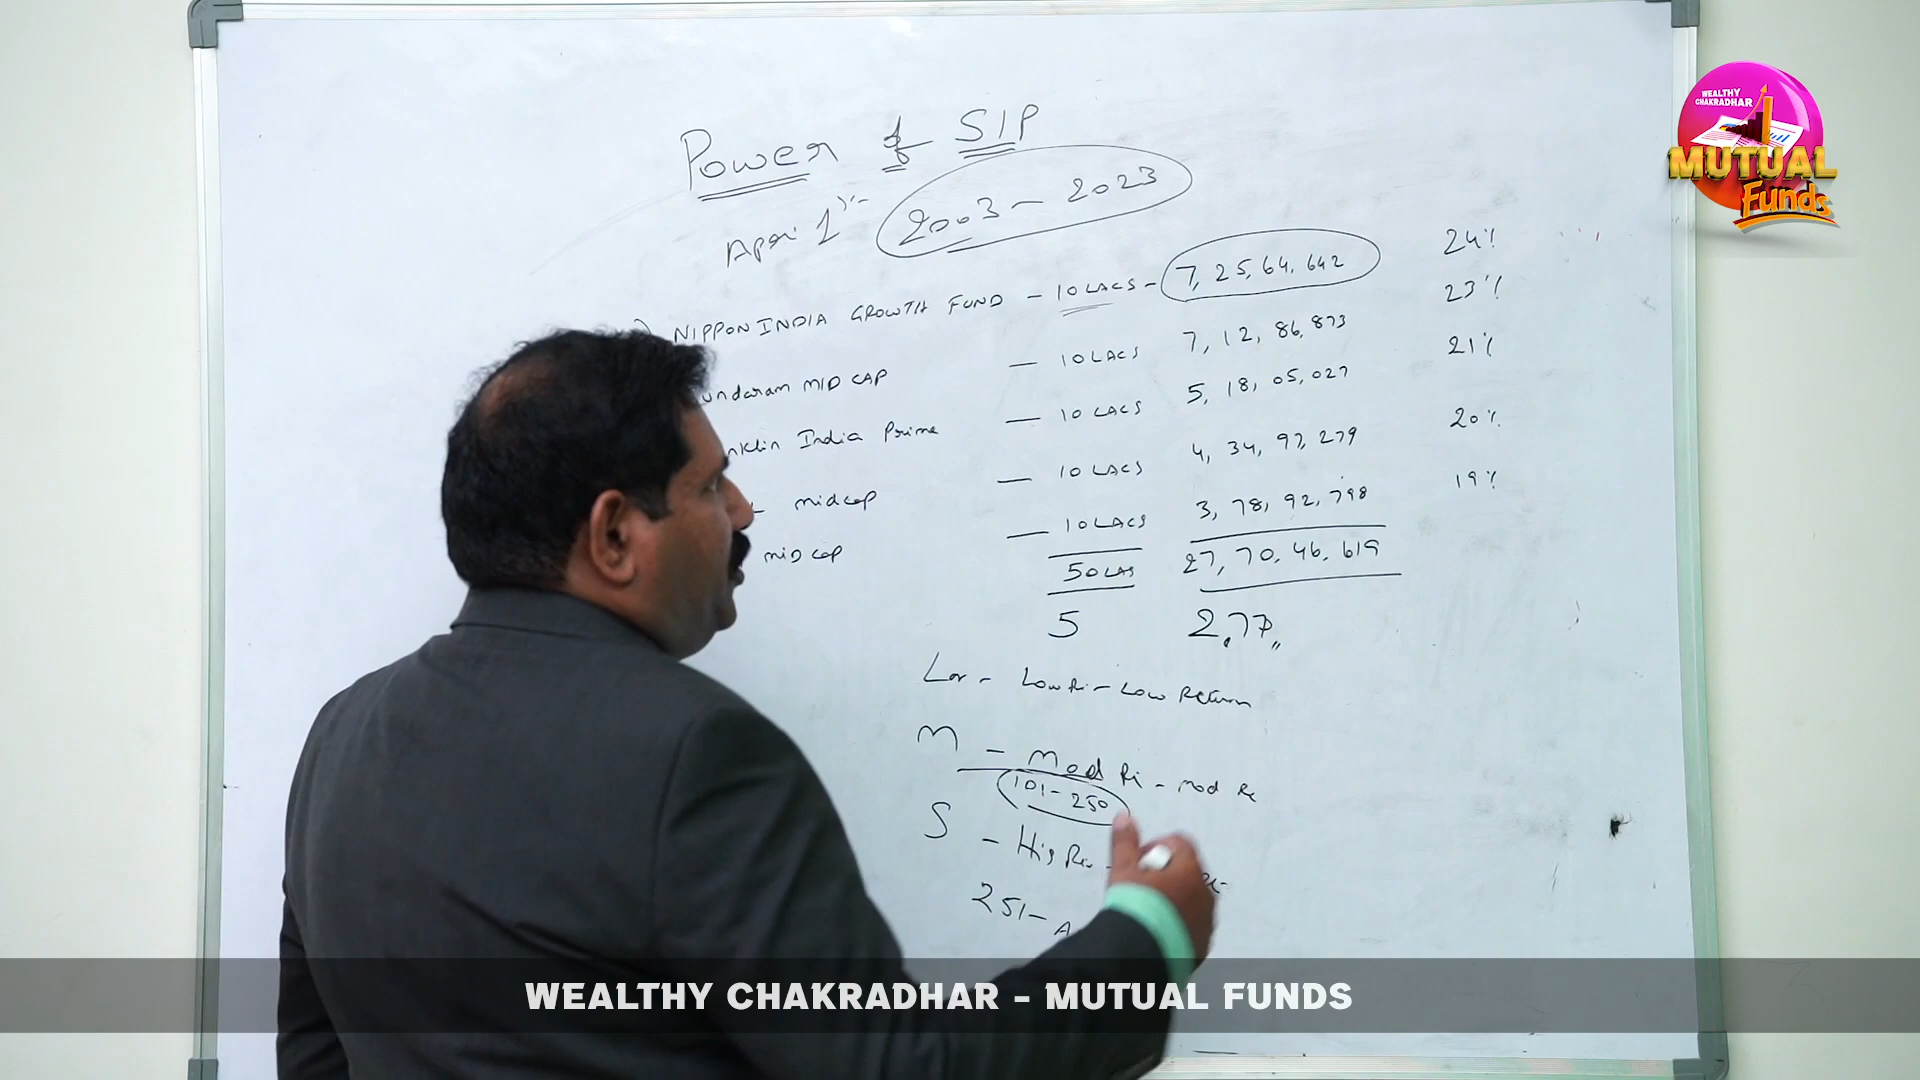 WEALTHY
CHAKRADHAR
MUTUAL
Funds
Power of SIP
April 1
2003 - 2023
NIPPON INDIA GROWTH FUND - 10 LACS - 7,25,64,642 24%
undaram MID CAP - 10 LACS 7,12,86,873 23%
nklin India Prime - 10 LACS 5,18,05,027 21%
midcap - 10 LACS 4,34,97,279 20%
MID cap - 10 LACS 3,78,92,798 19%
50 LAS 27,70,46,619
5 2.77
Lar - Low Ri - Low Return
M - Mod Ri - mod Re
101 - 250
S - Hig Ri -
251 - A
WEALTHY CHAKRADHAR - MUTUAL FUNDS